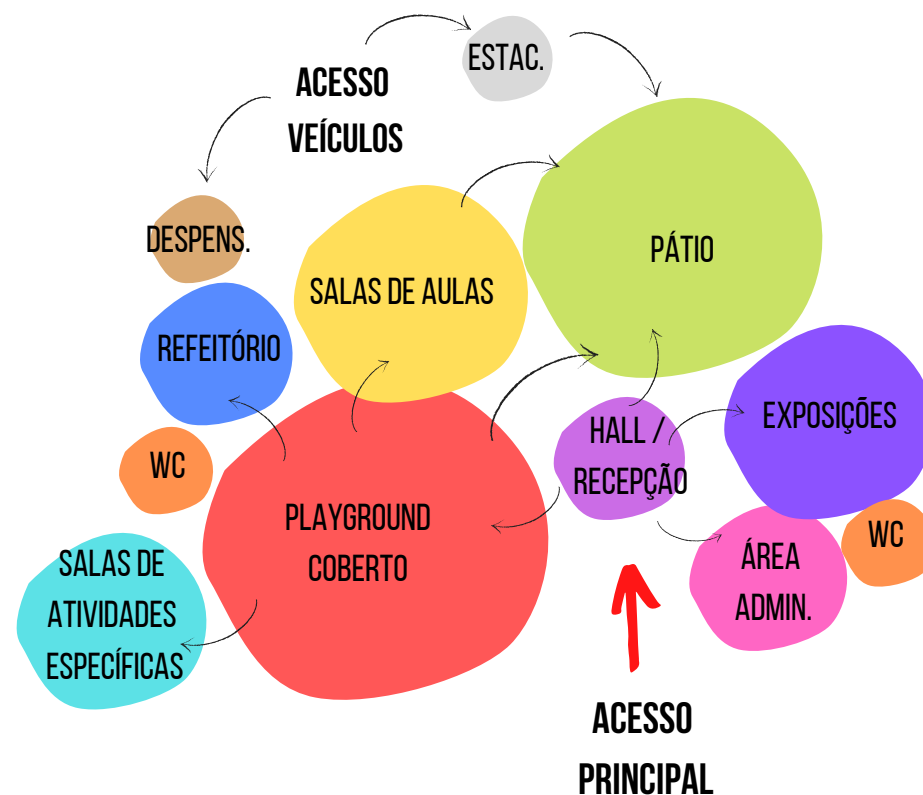 ESTAC.
ACESSO
VEÍCULOS
DESPENS.
SALAS DE AULAS
PÁTIO
REFEITÓRIO
WC
HALL /
RECEPÇÃO
EXPOSIÇÕES
PLAYGROUND
COBERTO
WC
SALAS DE
ATIVIDADES
ESPECÍFICAS
ÁREA
ADMIN.
ACESSO
PRINCIPAL